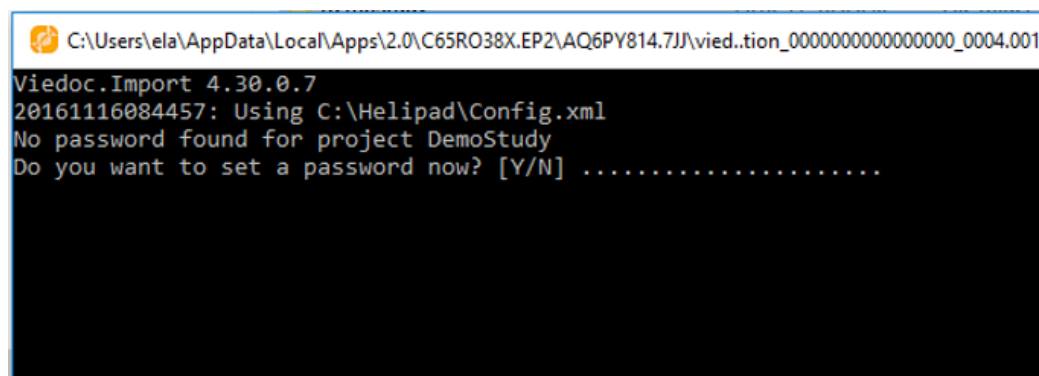 C:\Users\ela\AppData\Local\Apps\2.0\C65RO38X.EP2\AQ6PY814.7JJ\vied..tion_0000000000000000_0004.001
Viedoc.Import 4.30.0.7
20161116084457: Using C:\Helipad\Config.xml
No password found for project DemoStudy
Do you want to set a password now? [Y/N] ......................